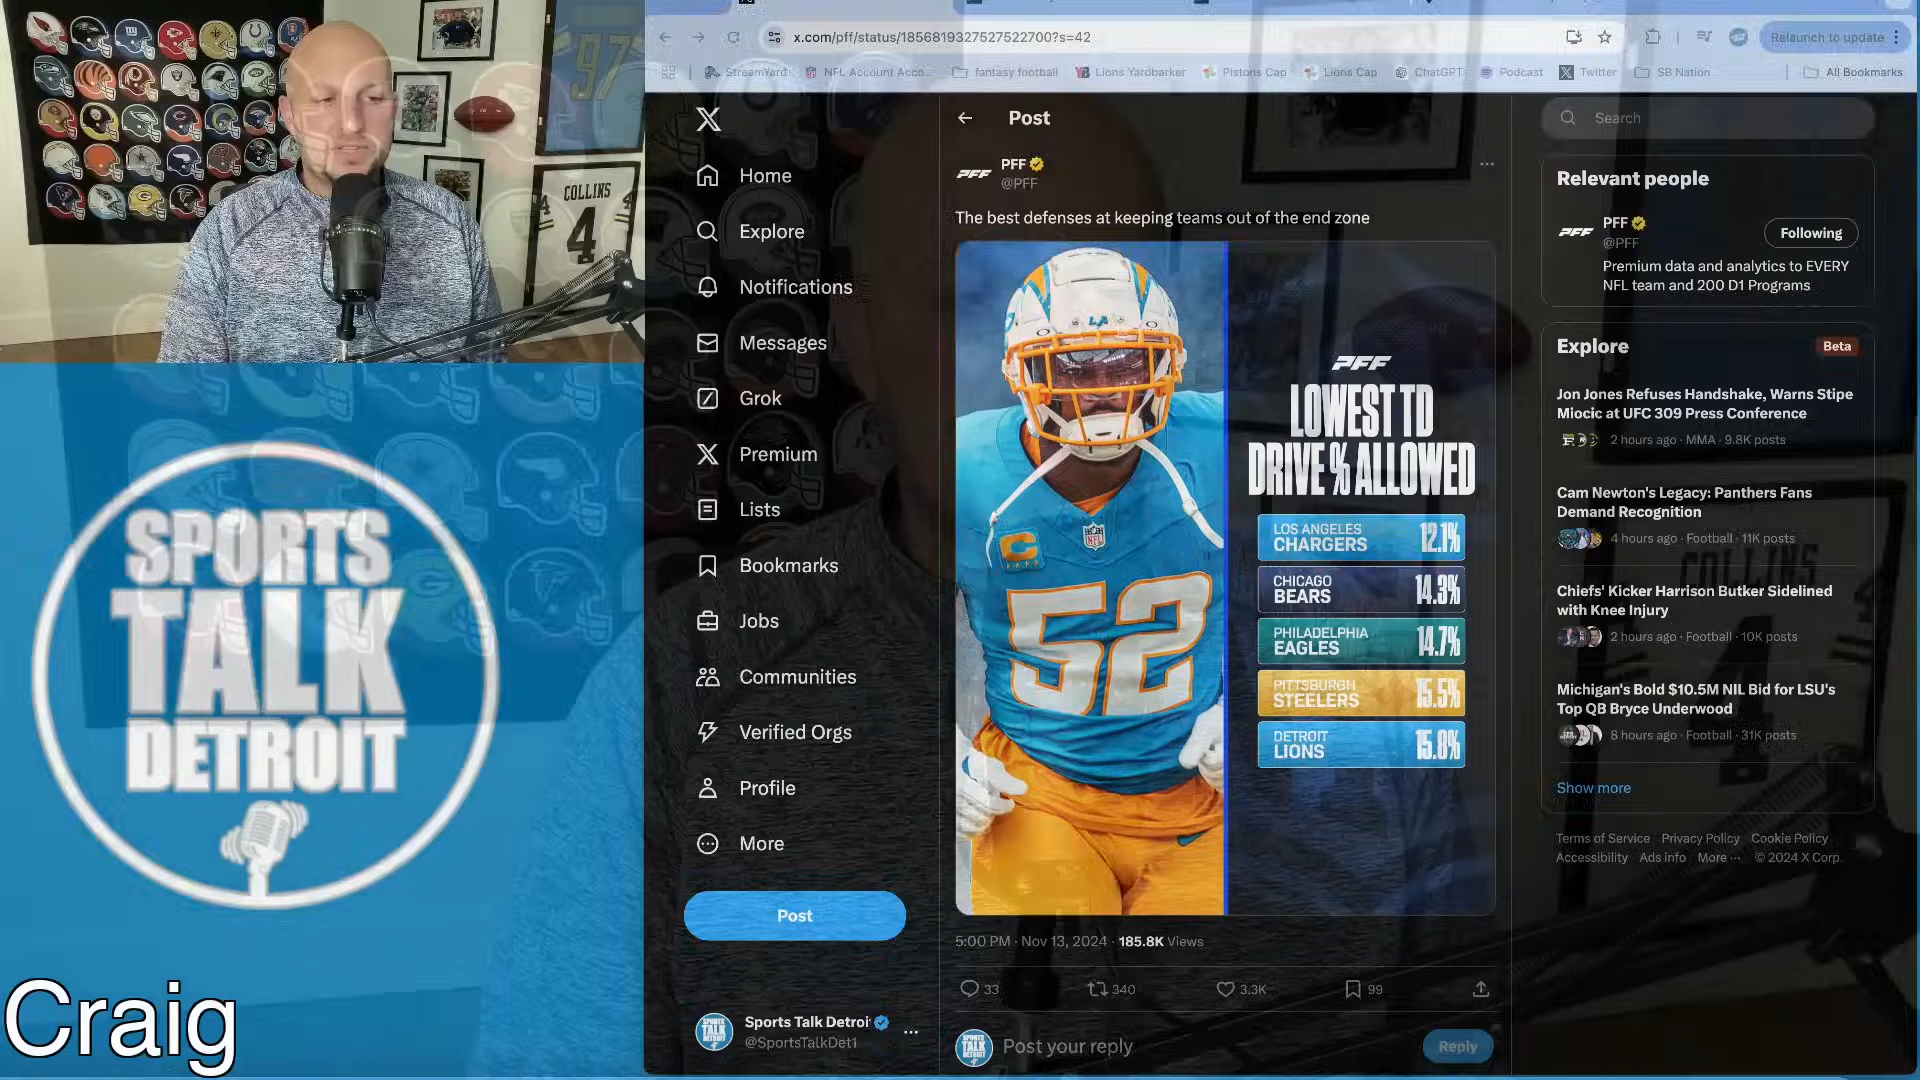 COLLINS
4
97
SPORTS
TALK
DETROIT
Craig
x.com/pff/status/1856819327527522700?s=42
Relaunch to update
StreamYard
NFL Account Acco...
fantasy football
Lions Yardbarker
Pistons Cap
Lions Cap
ChatGPT
Podcast
Twitter
SB Nation
All Bookmarks
Home
Explore
Notifications
Messages
Grok
Premium
Lists
Bookmarks
Jobs
Communities
Verified Orgs
Profile
More
Post
Sports Talk Detroi
@SportsTalkDet1
Post
PFF
@PFF
The best defenses at keeping teams out of the end zone
LA
C
NFL
52
PFF
LOWEST TD
DRIVE % ALLOWED
LOS ANGELES
CHARGERS 12.1%
CHICAGO
BEARS 14.3%
PHILADELPHIA
EAGLES 14.7%
PITTSBURGH
STEELERS 15.5%
DETROIT
LIONS 15.8%
5:00 PM · Nov 13, 2024 · 185.8K Views
33
340
3.3K
99
Post your reply
Reply
Search
Relevant people
PFF
@PFF
Following
Premium data and analytics to EVERY
NFL team and 200 D1 Programs
Explore
Beta
Jon Jones Refuses Handshake, Warns Stipe
Miocic at UFC 309 Press Conference
2 hours ago · MMA · 9.8K posts
Cam Newton's Legacy: Panthers Fans
Demand Recognition
4 hours ago · Football · 11K posts
Chiefs' Kicker Harrison Butker Sidelined
with Knee Injury
2 hours ago · Football · 10K posts
Michigan's Bold $10.5M NIL Bid for LSU's
Top QB Bryce Underwood
8 hours ago · Football · 31K posts
Show more
Terms of Service Privacy Policy Cookie Policy
Accessibility Ads info More ··· © 2024 X Corp.